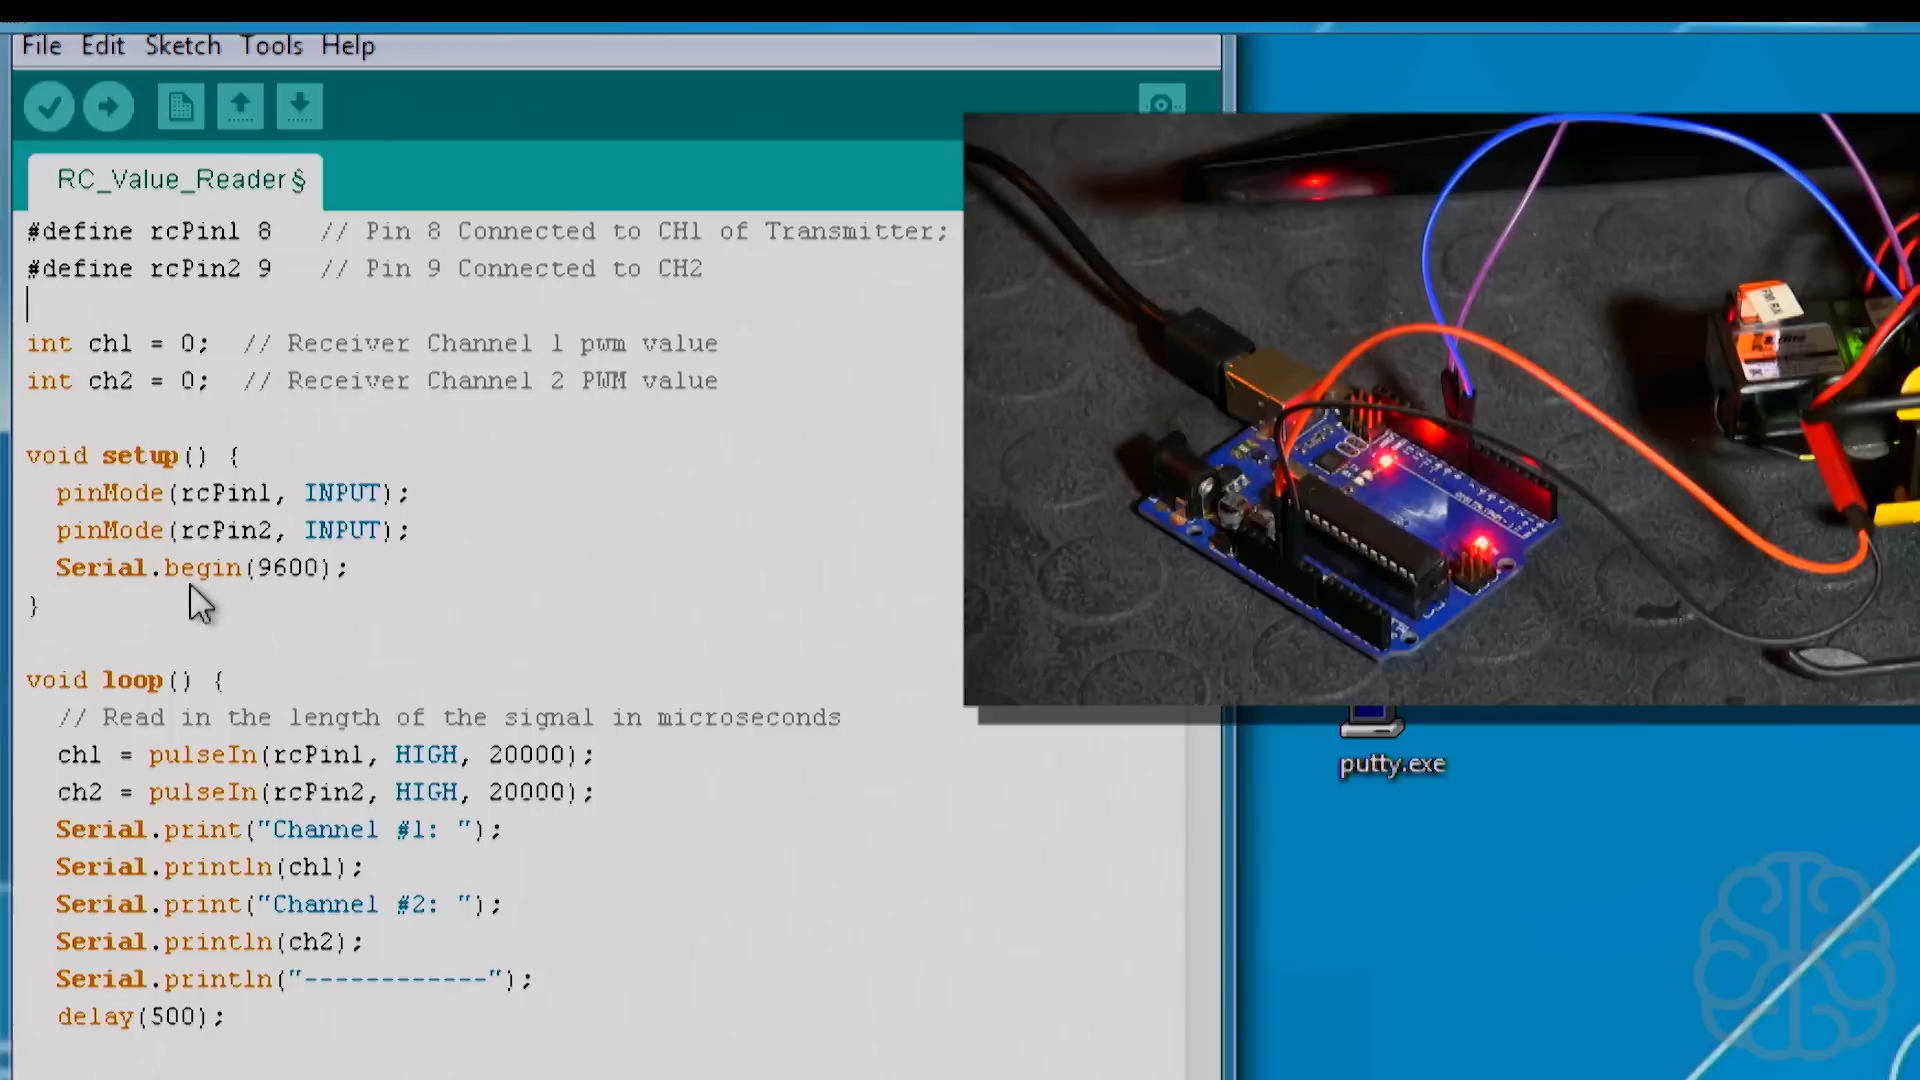 File Edit Sketch Tools Help
RC_Value_Reader§
#define rcPin1 8 // Pin 8 Connected to CH1 of Transmitter;
#define rcPin2 9 // Pin 9 Connected to CH2
int ch1 = 0; // Receiver Channel 1 pwm value
int ch2 = 0; // Receiver Channel 2 PWM value
void setup() {
pinMode(rcPin1, INPUT);
pinMode(rcPin2, INPUT);
Serial.begin(9600);
}
void loop() {
// Read in the length of the signal in microseconds
ch1 = pulseIn(rcPin1, HIGH, 20000);
ch2 = pulseIn(rcPin2, HIGH, 20000);
Serial.print("Channel #1: ");
Serial.println(ch1);
Serial.print("Channel #2: ");
Serial.println(ch2);
Serial.println("------------");
delay(500);
putty.exe